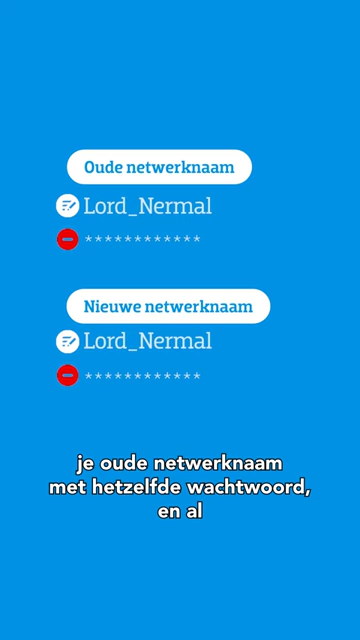 Oude netwerknaam
Lord_Nermal
************
Nieuwe netwerknaam
Lord_Nermal
************
je oude netwerknaam
met hetzelfde wachtwoord,
en al